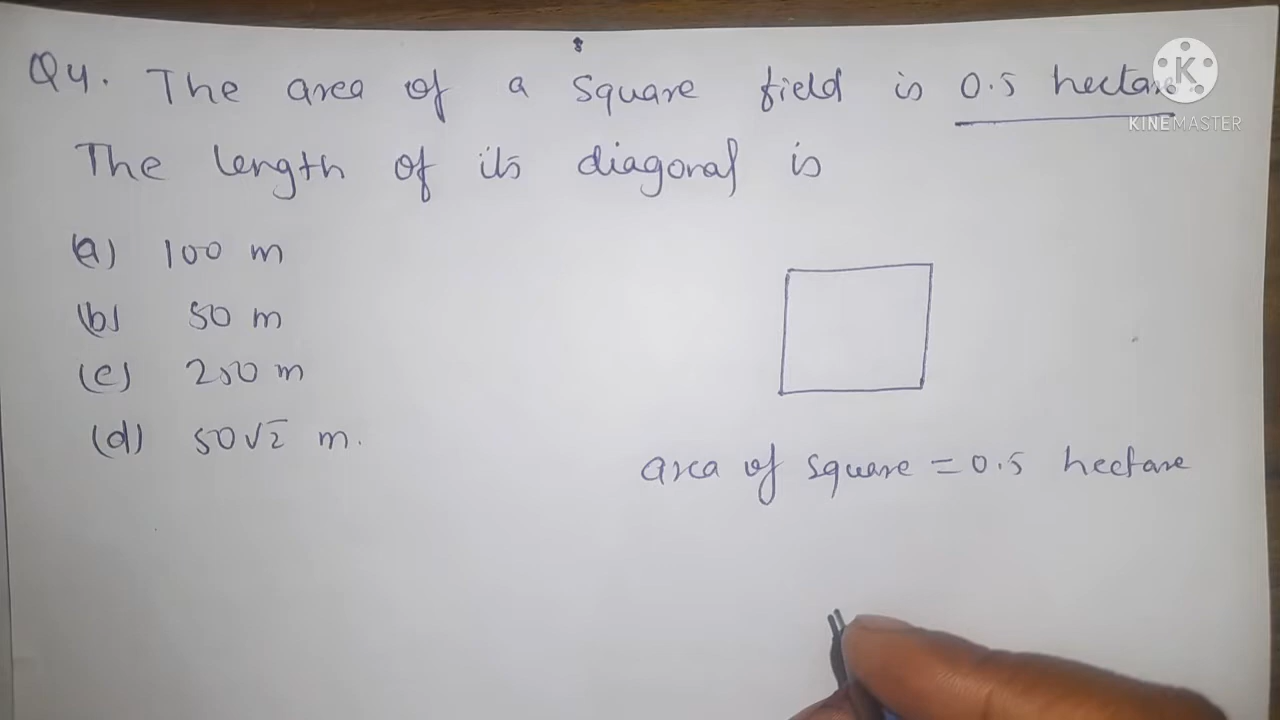 Q4. The area of a square field is 0.5 hectare.
The length of its diagonal is
(a) 100 m
(b) 50 m
(c) 200 m
(d) 50√2 m.
area of square = 0.5 hectare
K
KINEMASTER